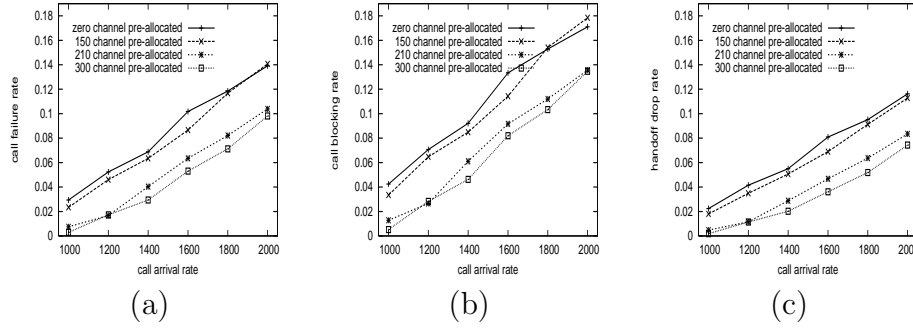 0.18
0.16
0.14
0.12
0.1
0.08
0.06
0.04
0.02
0
call failure rate
zero channel pre-allocated
150 channel pre-allocated
210 channel pre-allocated
300 channel pre-allocated
1000 1200 1400 1600 1800 2000
call arrival rate
(a)
0.18
0.16
0.14
0.12
0.1
0.08
0.06
0.04
0.02
0
call blocking rate
zero channel pre-allocated
150 channel pre-allocated
210 channel pre-allocated
300 channel pre-allocated
1000 1200 1400 1600 1800 2000
call arrival rate
(b)
0.18
0.16
0.14
0.12
0.1
0.08
0.06
0.04
0.02
0
handoff drop rate
zero channel pre-allocated
150 channel pre-allocated
210 channel pre-allocated
300 channel pre-allocated
1000 1200 1400 1600 1800 2000
call arrival rate
(c)